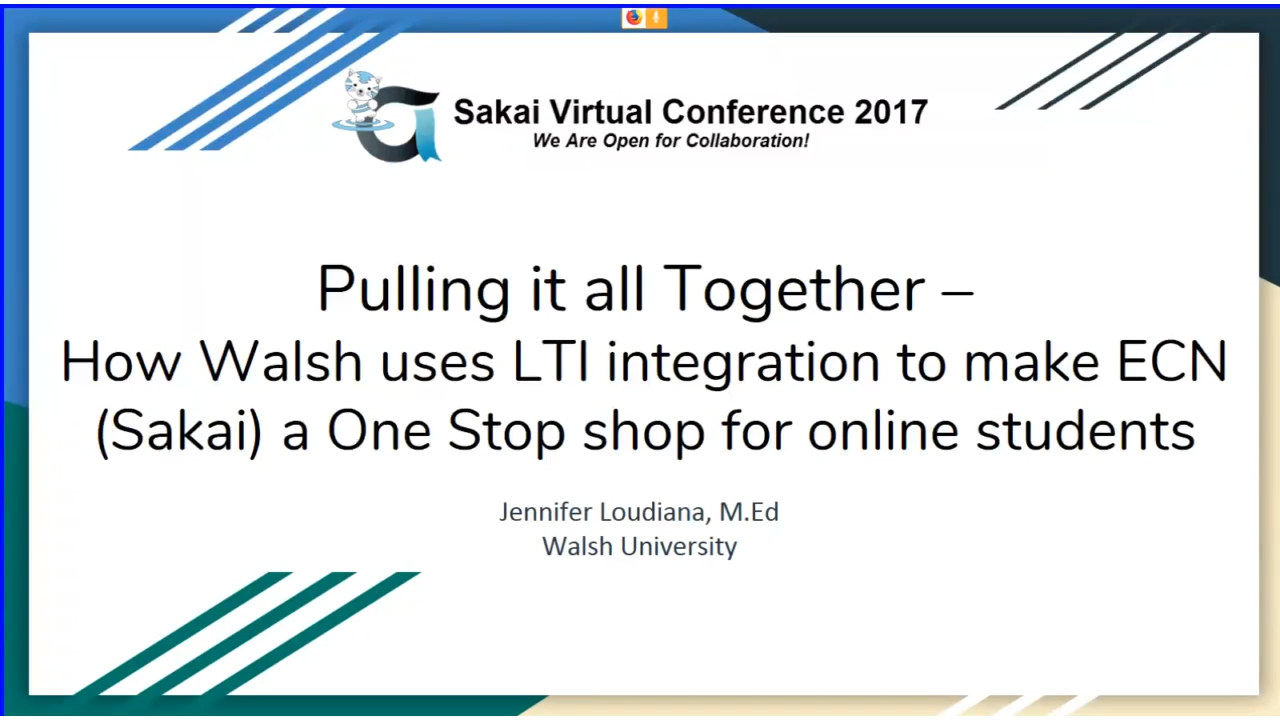 Sakai Virtual Conference 2017
We Are Open for Collaboration!
Pulling it all Together –
How Walsh uses LTI integration to make ECN
(Sakai) a One Stop shop for online students
Jennifer Loudiana, M.Ed
Walsh University